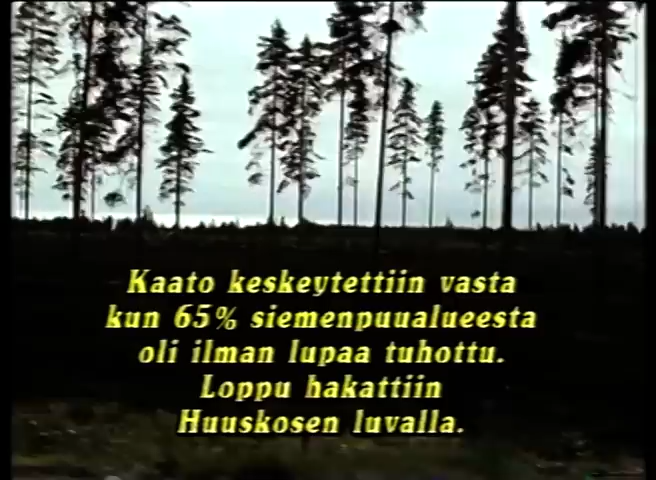 Kaato keskeytettiin vasta
kun 65% siemenpuualueesta
oli ilman lupaa tuhottu.
Loppu hakattiin
Huuskosen luvalla.